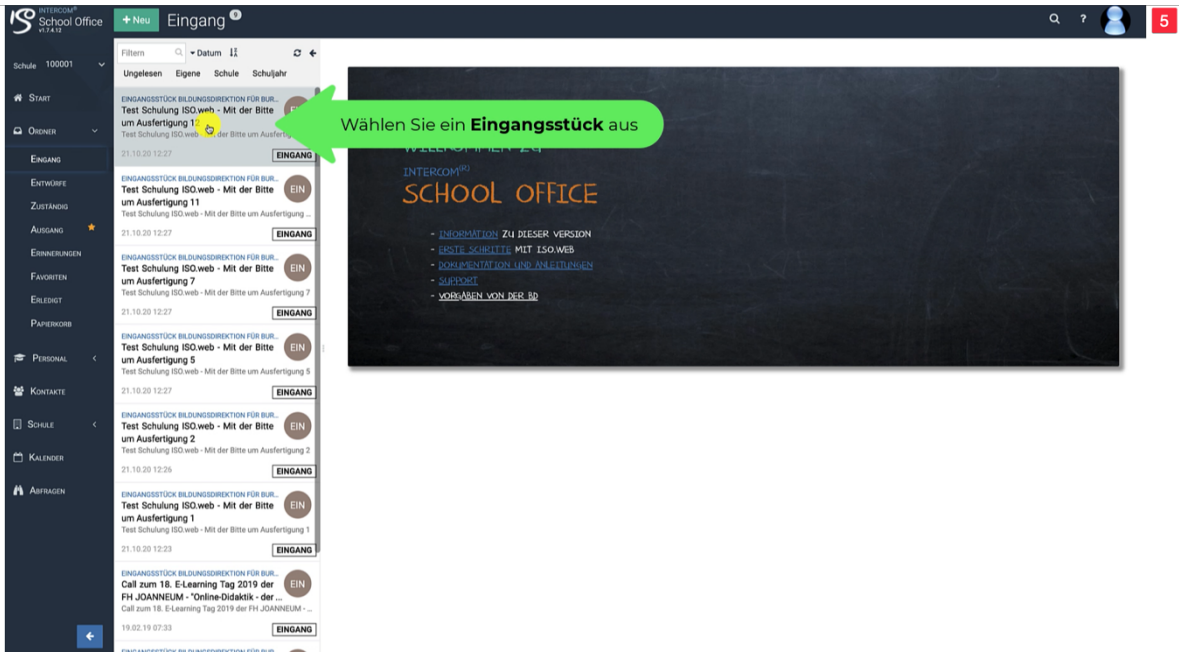 INTERCOM®
School Office
v1.7.4.12
+ Neu
Eingang 9
?
5
Schule 100001
START
ORDNER
EINGANG
ENTWÜRFE
ZUSTÄNDIG
AUSGANG
ERINNERUNGEN
FAVORITEN
ERLEDIGT
PAPIERKORB
PERSONAL
KONTAKTE
SCHULE
KALENDER
ABFRAGEN
Filtern
Datum
Ungelesen Eigene Schule Schuljahr
EINGANGSSTÜCK BILDUNGSDIREKTION FÜR BUR...
Test Schulung ISO.web - Mit der Bitte
um Ausfertigung 12
Test Schulung ISO.web - Mit der Bitte um Ausfertig
21.10.20 12:27
EINGANG
EINGANGSSTÜCK BILDUNGSDIREKTION FÜR BUR...
Test Schulung ISO.web - Mit der Bitte
um Ausfertigung 11
EIN
Test Schulung ISO.web - Mit der Bitte um Ausfertigung ...
21.10.20 12:27
EINGANG
EINGANGSSTÜCK BILDUNGSDIREKTION FÜR BUR...
Test Schulung ISO.web - Mit der Bitte
um Ausfertigung 7
EIN
Test Schulung ISO.web - Mit der Bitte um Ausfertigung 7
21.10.20 12:27
EINGANG
EINGANGSSTÜCK BILDUNGSDIREKTION FÜR BUR...
Test Schulung ISO.web - Mit der Bitte
um Ausfertigung 5
EIN
Test Schulung ISO.web - Mit der Bitte um Ausfertigung 5
21.10.20 12:27
EINGANG
EINGANGSSTÜCK BILDUNGSDIREKTION FÜR BUR...
Test Schulung ISO.web - Mit der Bitte
um Ausfertigung 2
EIN
Test Schulung ISO.web - Mit der Bitte um Ausfertigung 2
21.10.20 12:26
EINGANG
EINGANGSSTÜCK BILDUNGSDIREKTION FÜR BUR...
Test Schulung ISO.web - Mit der Bitte
um Ausfertigung 1
EIN
Test Schulung ISO.web - Mit der Bitte um Ausfertigung 1
21.10.20 12:23
EINGANG
EINGANGSSTÜCK BILDUNGSDIREKTION FÜR BUR...
Call zum 18. E-Learning Tag 2019 der
FH JOANNEUM - "Online-Didaktik - der ...
EIN
Call zum 18. E-Learning Tag 2019 der FH JOANNEUM - ...
19.02.19 07:33
EINGANG
EINGANGSSTÜCK BILDUNGSDIREKTION FÜR BUR
Wählen Sie ein Eingangsstück aus
WILLKOMMEN ZU
INTERCOM(R)
SCHOOL OFFICE
- INFORMATION ZU DIESER VERSION
- ERSTE SCHRITTE MIT ISO.WEB
- DOKUMENTATION UND ANLEITUNGEN
- SUPPORT
- VORGABEN VON DER BD